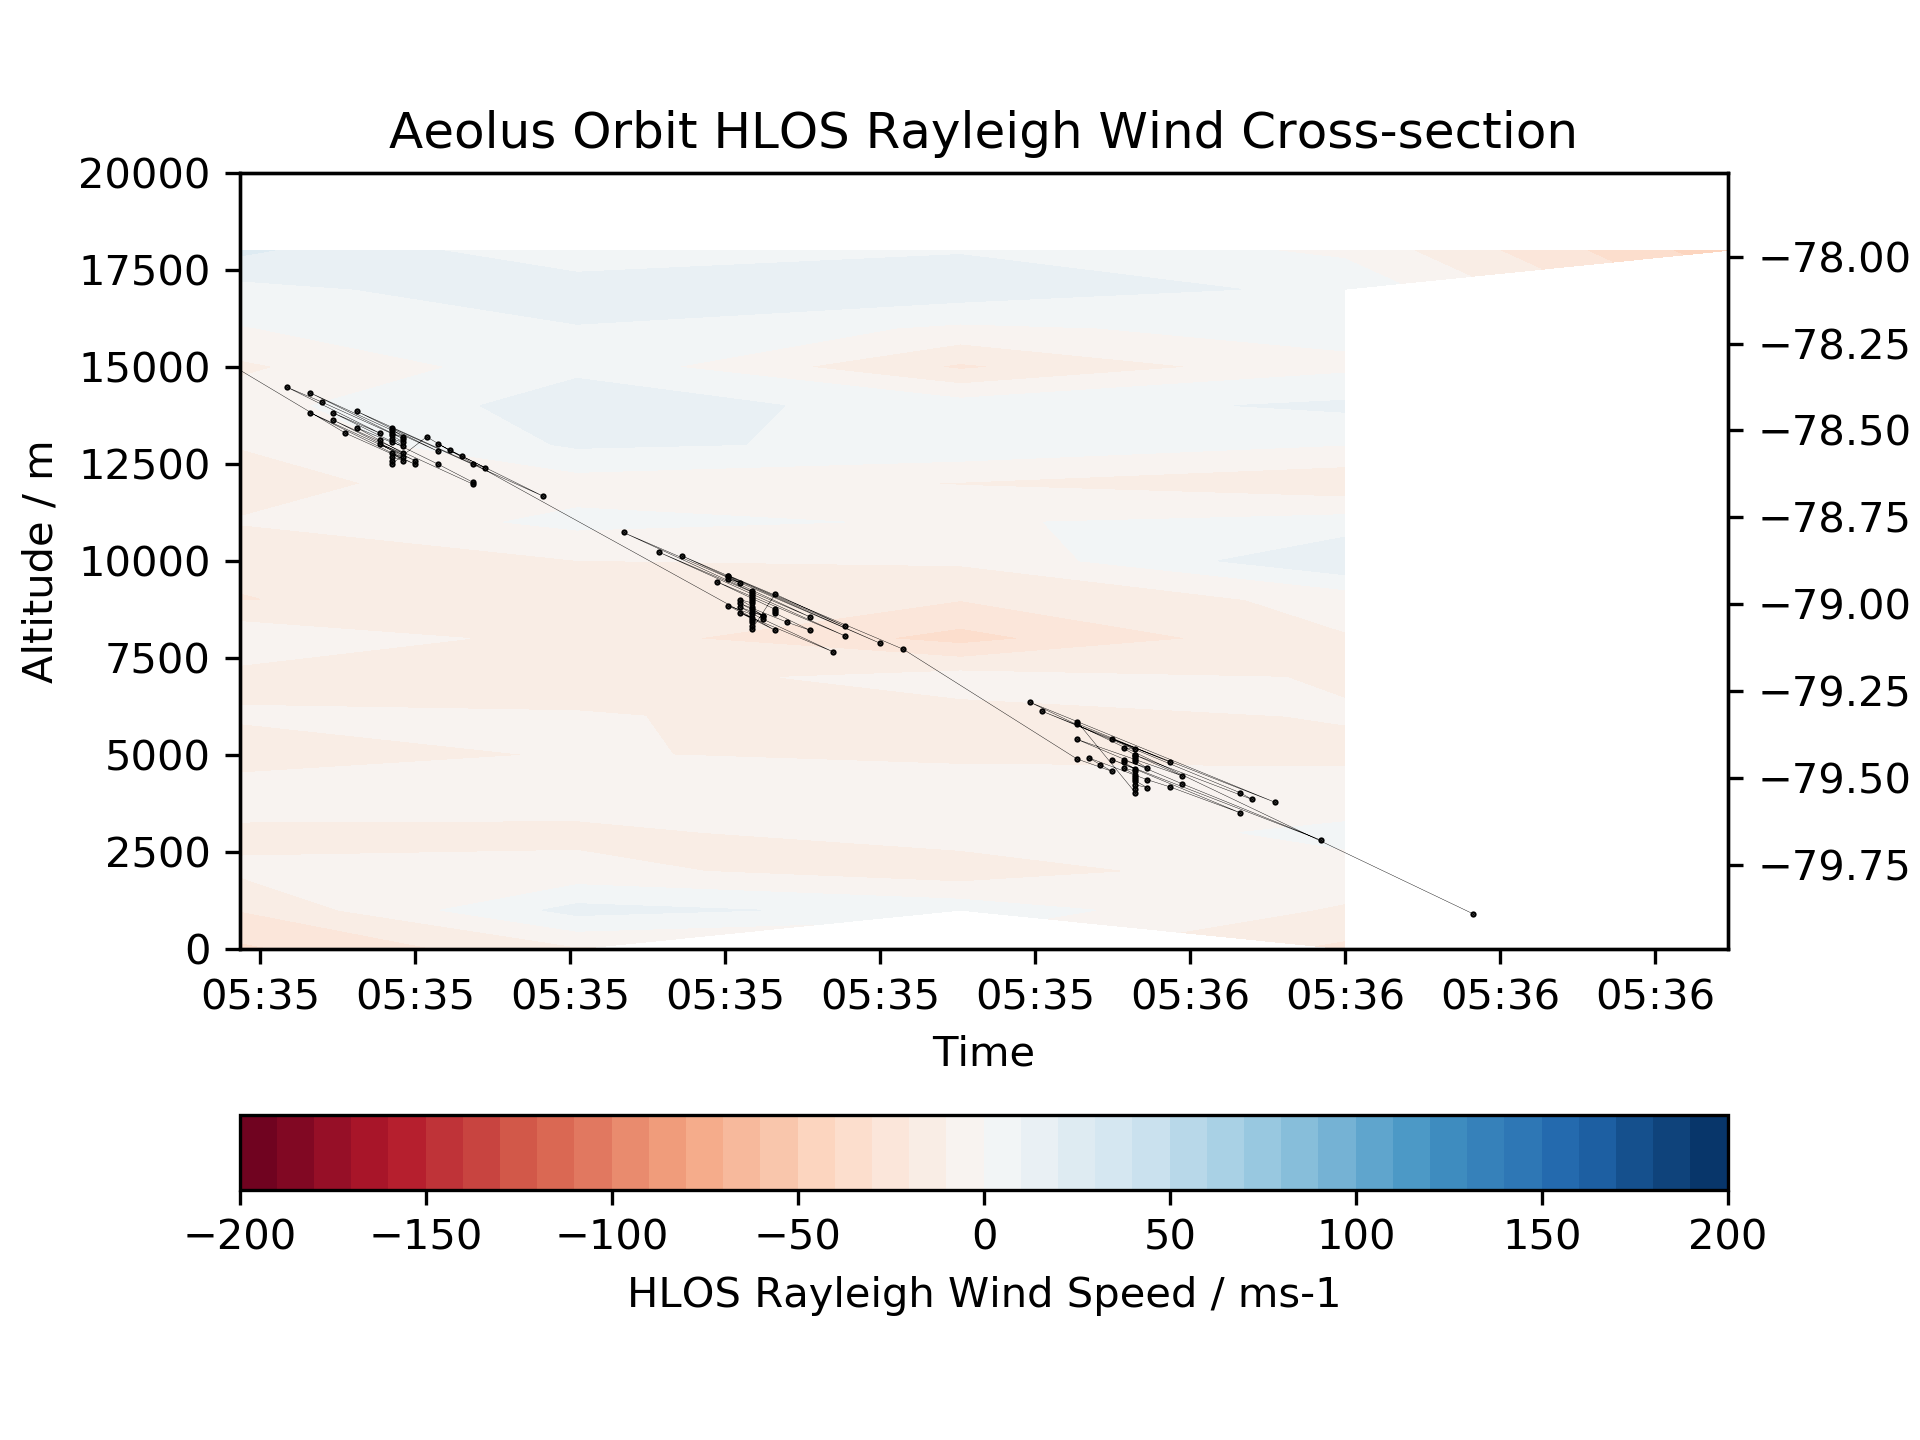 Aeolus Orbit HLOS Rayleigh Wind Cross-section
20000
17500
15000
12500
10000
7500
5000
2500
0
Altitude / m
−78.00
−78.25
−78.50
−78.75
−79.00
−79.25
−79.50
−79.75
05:35 05:35 05:35 05:35 05:35 05:35 05:36 05:36 05:36 05:36
Time
−200 −150 −100 −50 0 50 100 150 200
HLOS Rayleigh Wind Speed / ms-1